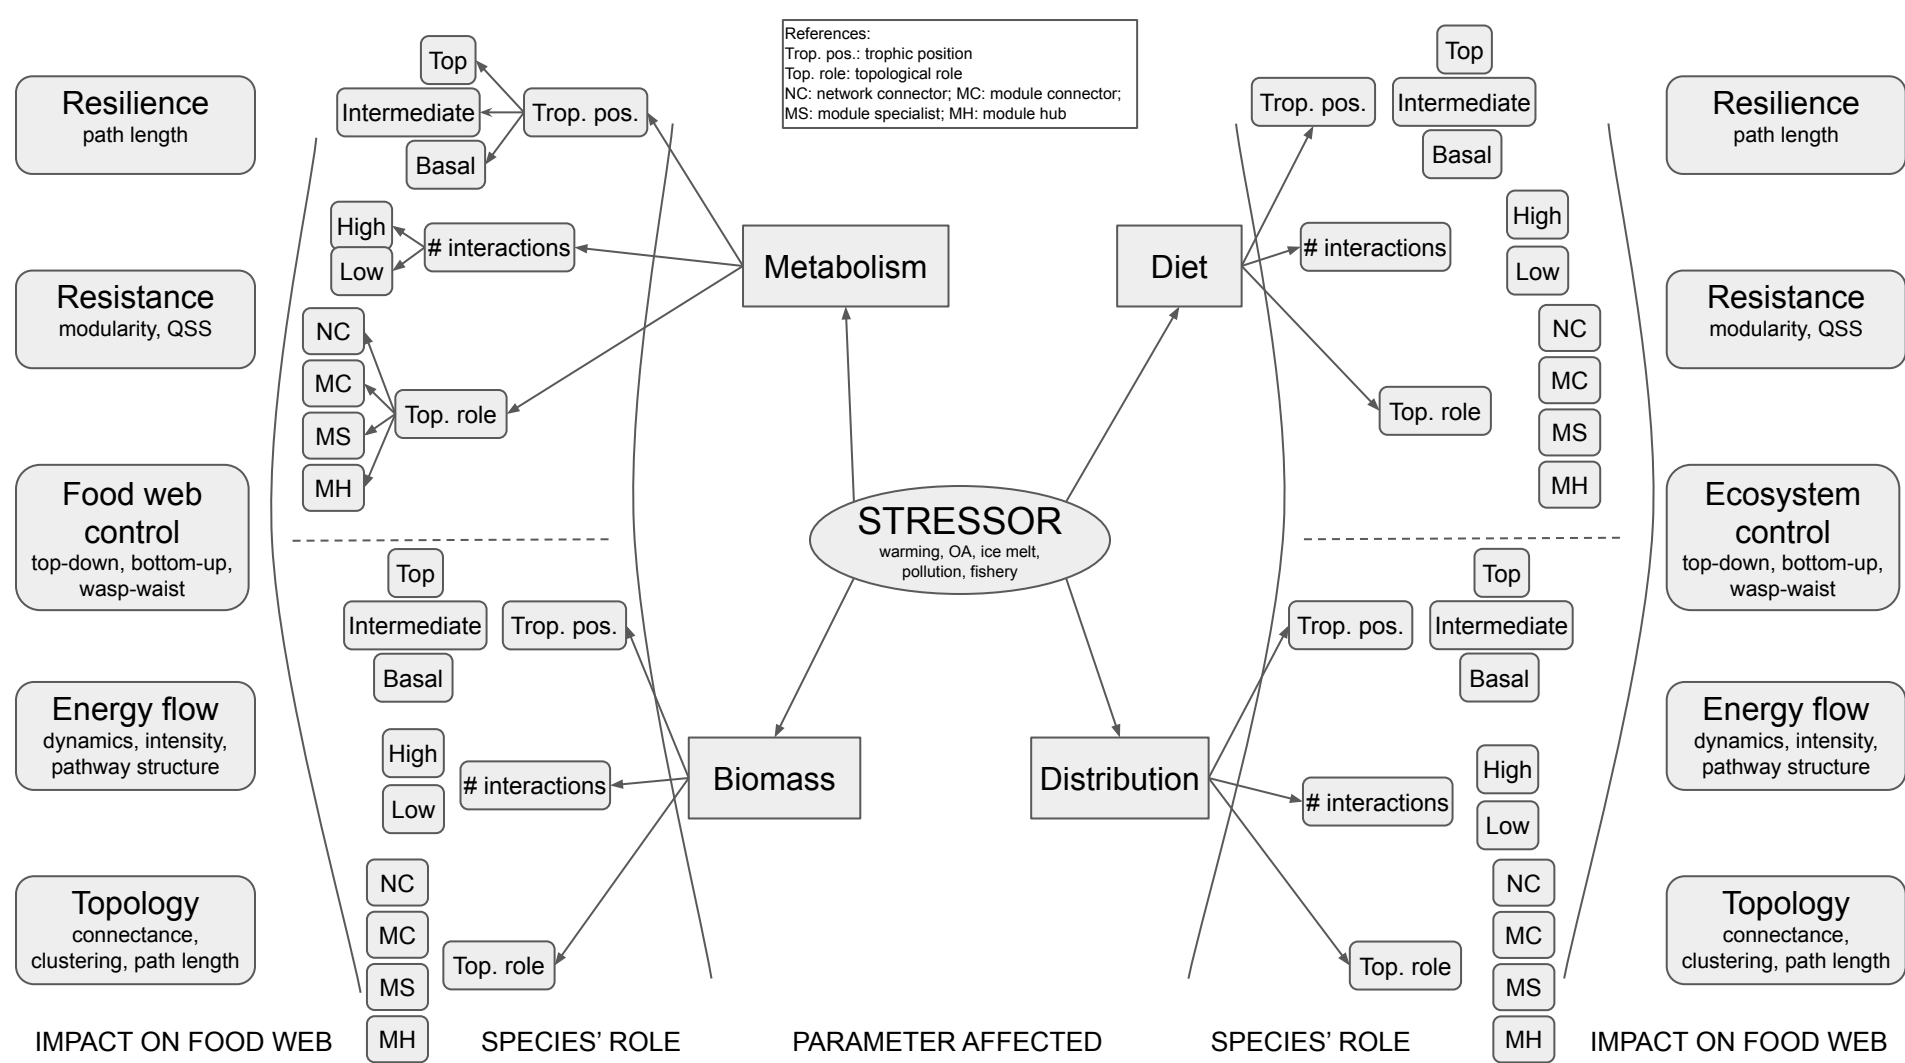 References:
Trop. pos.: trophic position
Top. role: topological role
NC: network connector; MC: module connector;
MS: module specialist; MH: module hub
Resilience
path length
Resistance
modularity, QSS
Food web
control
top-down, bottom-up,
wasp-waist
Energy flow
dynamics, intensity,
pathway structure
Topology
connectance,
clustering, path length
Top
Intermediate
Basal
Trop. pos.
High
Low
# interactions
NC
MC
MS
MH
Top. role
Metabolism
Top
Intermediate
Basal
Trop. pos.
High
Low
# interactions
NC
MC
MS
MH
Top. role
Biomass
STRESSOR
warming, OA, ice melt,
pollution, fishery
Diet
Trop. pos.
Top
Intermediate
Basal
# interactions
High
Low
Top. role
NC
MC
MS
MH
Distribution
Trop. pos.
Top
Intermediate
Basal
# interactions
High
Low
Top. role
NC
MC
MS
MH
Resilience
path length
Resistance
modularity, QSS
Ecosystem
control
top-down, bottom-up,
wasp-waist
Energy flow
dynamics, intensity,
pathway structure
Topology
connectance,
clustering, path length
IMPACT ON FOOD WEB
SPECIES’ ROLE
PARAMETER AFFECTED
SPECIES’ ROLE
IMPACT ON FOOD WEB